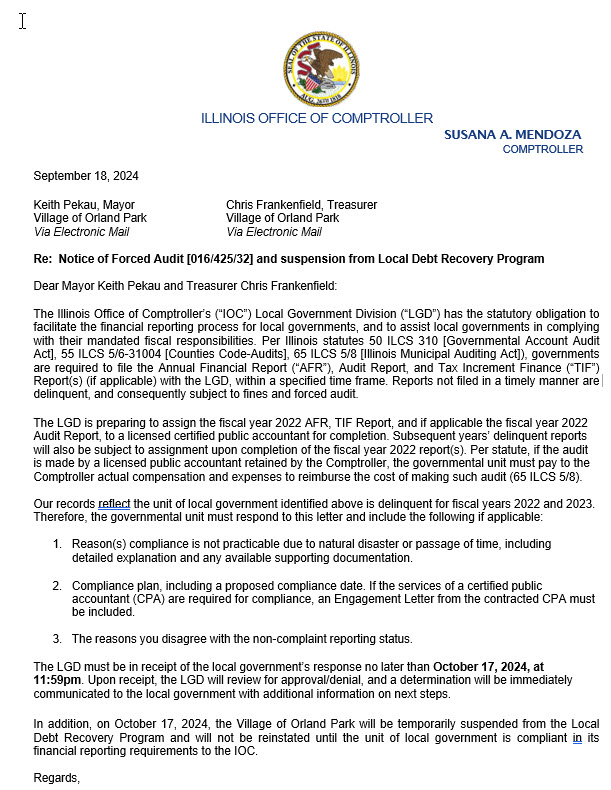 SEAL OF THE STATE OF ILLINOIS
AUG. 26TH 1818
ILLINOIS OFFICE OF COMPTROLLER
SUSANA A. MENDOZA
COMPTROLLER
September 18, 2024
Keith Pekau, Mayor Chris Frankenfield, Treasurer
Village of Orland Park Village of Orland Park
Via Electronic Mail Via Electronic Mail
Re: Notice of Forced Audit [016/425/32] and suspension from Local Debt Recovery Program
Dear Mayor Keith Pekau and Treasurer Chris Frankenfield:
The Illinois Office of Comptroller's ("IOC") Local Government Division ("LGD") has the statutory obligation to
facilitate the financial reporting process for local governments, and to assist local governments in complying
with their mandated fiscal responsibilities. Per Illinois statutes 50 ILCS 310 [Governmental Account Audit
Act], 55 ILCS 5/6-31004 [Counties Code-Audits], 65 ILCS 5/8 [Illinois Municipal Auditing Act]), governments
are required to file the Annual Financial Report ("AFR"), Audit Report, and Tax Increment Finance ("TIF")
Report(s) (if applicable) with the LGD, within a specified time frame. Reports not filed in a timely manner are
delinquent, and consequently subject to fines and forced audit.
The LGD is preparing to assign the fiscal year 2022 AFR, TIF Report, and if applicable the fiscal year 2022
Audit Report, to a licensed certified public accountant for completion. Subsequent years' delinquent reports
will also be subject to assignment upon completion of the fiscal year 2022 report(s). Per statute, if the audit
is made by a licensed public accountant retained by the Comptroller, the governmental unit must pay to the
Comptroller actual compensation and expenses to reimburse the cost of making such audit (65 ILCS 5/8).
Our records reflect the unit of local government identified above is delinquent for fiscal years 2022 and 2023.
Therefore, the governmental unit must respond to this letter and include the following if applicable:
1. Reason(s) compliance is not practicable due to natural disaster or passage of time, including
detailed explanation and any available supporting documentation.
2. Compliance plan, including a proposed compliance date. If the services of a certified public
accountant (CPA) are required for compliance, an Engagement Letter from the contracted CPA must
be included.
3. The reasons you disagree with the non-complaint reporting status.
The LGD must be in receipt of the local government's response no later than October 17, 2024, at
11:59pm. Upon receipt, the LGD will review for approval/denial, and a determination will be immediately
communicated to the local government with additional information on next steps.
In addition, on October 17, 2024, the Village of Orland Park will be temporarily suspended from the Local
Debt Recovery Program and will not be reinstated until the unit of local government is compliant in its
financial reporting requirements to the IOC.
Regards,